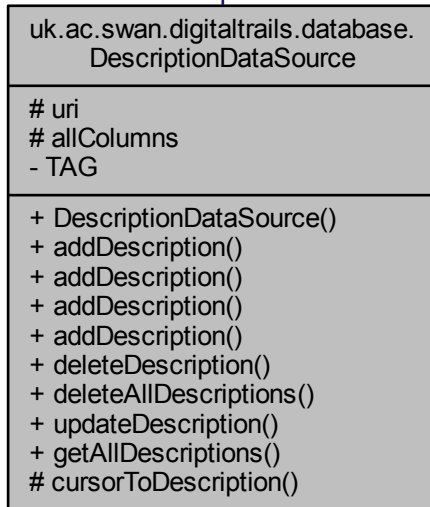 uk.ac.swan.digitaltrails.database.
DescriptionDataSource
# uri
# allColumns
- TAG
+ DescriptionDataSource()
+ addDescription()
+ addDescription()
+ addDescription()
+ addDescription()
+ deleteDescription()
+ deleteAllDescriptions()
+ updateDescription()
+ getAllDescriptions()
# cursorToDescription()